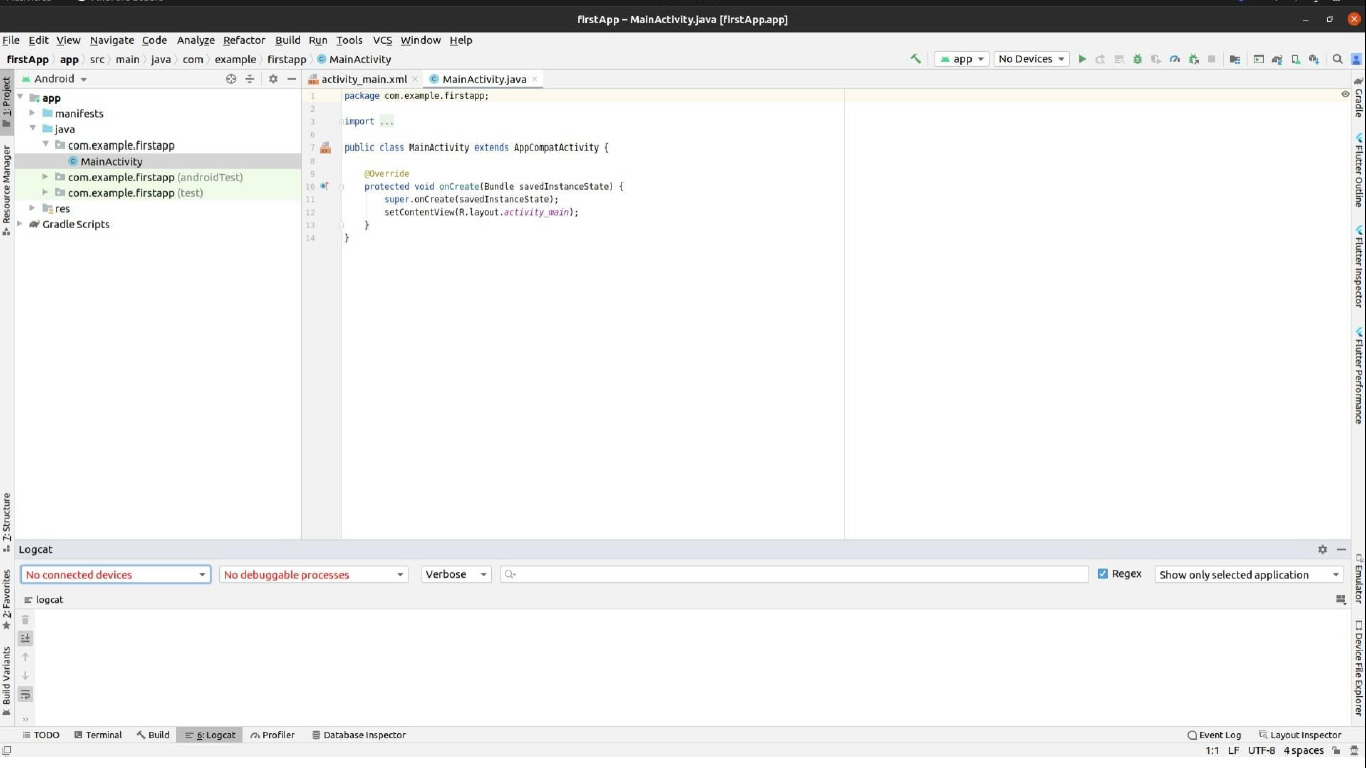 firstApp – MainActivity.java [firstApp.app]
File Edit View Navigate Code Analyze Refactor Build Run Tools VCS Window Help
firstApp app src main java com example firstapp MainActivity
app No Devices
Android
activity_main.xml MainActivity.java
1: Project
Resource Manager
app
manifests
java
com.example.firstapp
MainActivity
com.example.firstapp (androidTest)
com.example.firstapp (test)
res
Gradle Scripts
1 package com.example.firstapp;
2
3 import ...
6
7 public class MainActivity extends AppCompatActivity {
8
9 @Override
10 protected void onCreate(Bundle savedInstanceState) {
11 super.onCreate(savedInstanceState);
12 setContentView(R.layout.activity_main);
13 }
14 }
Gradle
Flutter Outline
Flutter Inspector
Flutter Performance
Z: Structure
2: Favorites
Build Variants
Logcat
No connected devices No debuggable processes Verbose Regex Show only selected application
logcat
Emulator
Device File Explorer
TODO Terminal Build 6: Logcat Profiler Database Inspector Event Log Layout Inspector
1:1 LF UTF-8 4 spaces